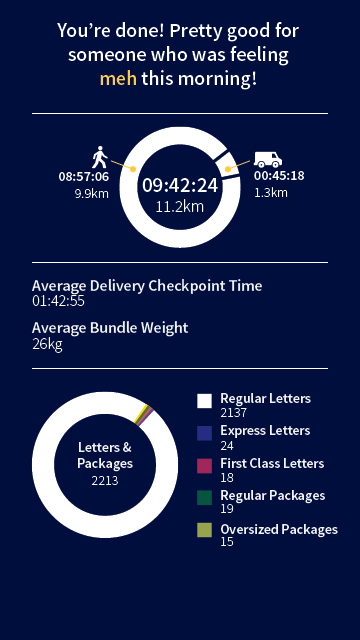 You're done! Pretty good for
someone who was feeling
meh this morning!
08:57:06
9.9km
09:42:24
11.2km
00:45:18
1.3km
Average Delivery Checkpoint Time
01:42:55
Average Bundle Weight
26kg
Letters &
Packages
2213
Regular Letters
2137
Express Letters
24
First Class Letters
18
Regular Packages
19
Oversized Packages
15